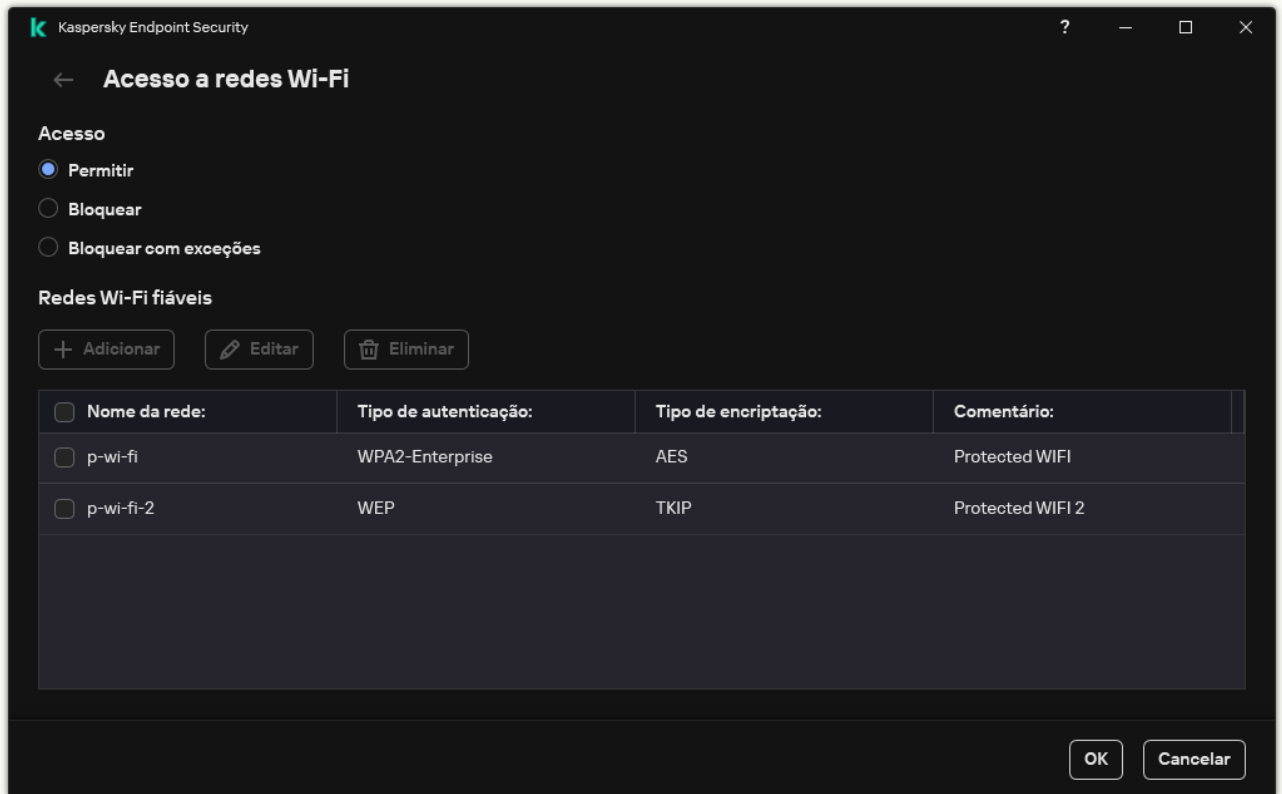 Kaspersky Endpoint Security ?
Acesso a redes Wi-Fi
Acesso
Permitir
Bloquear
Bloquear com exceções
Redes Wi-Fi fiáveis
Adicionar Editar Eliminar
Nome da rede: Tipo de autenticação: Tipo de encriptação: Comentário:
p-wi-fi WPA2-Enterprise AES Protected WIFI
p-wi-fi-2 WEP TKIP Protected WIFI 2
OK Cancelar